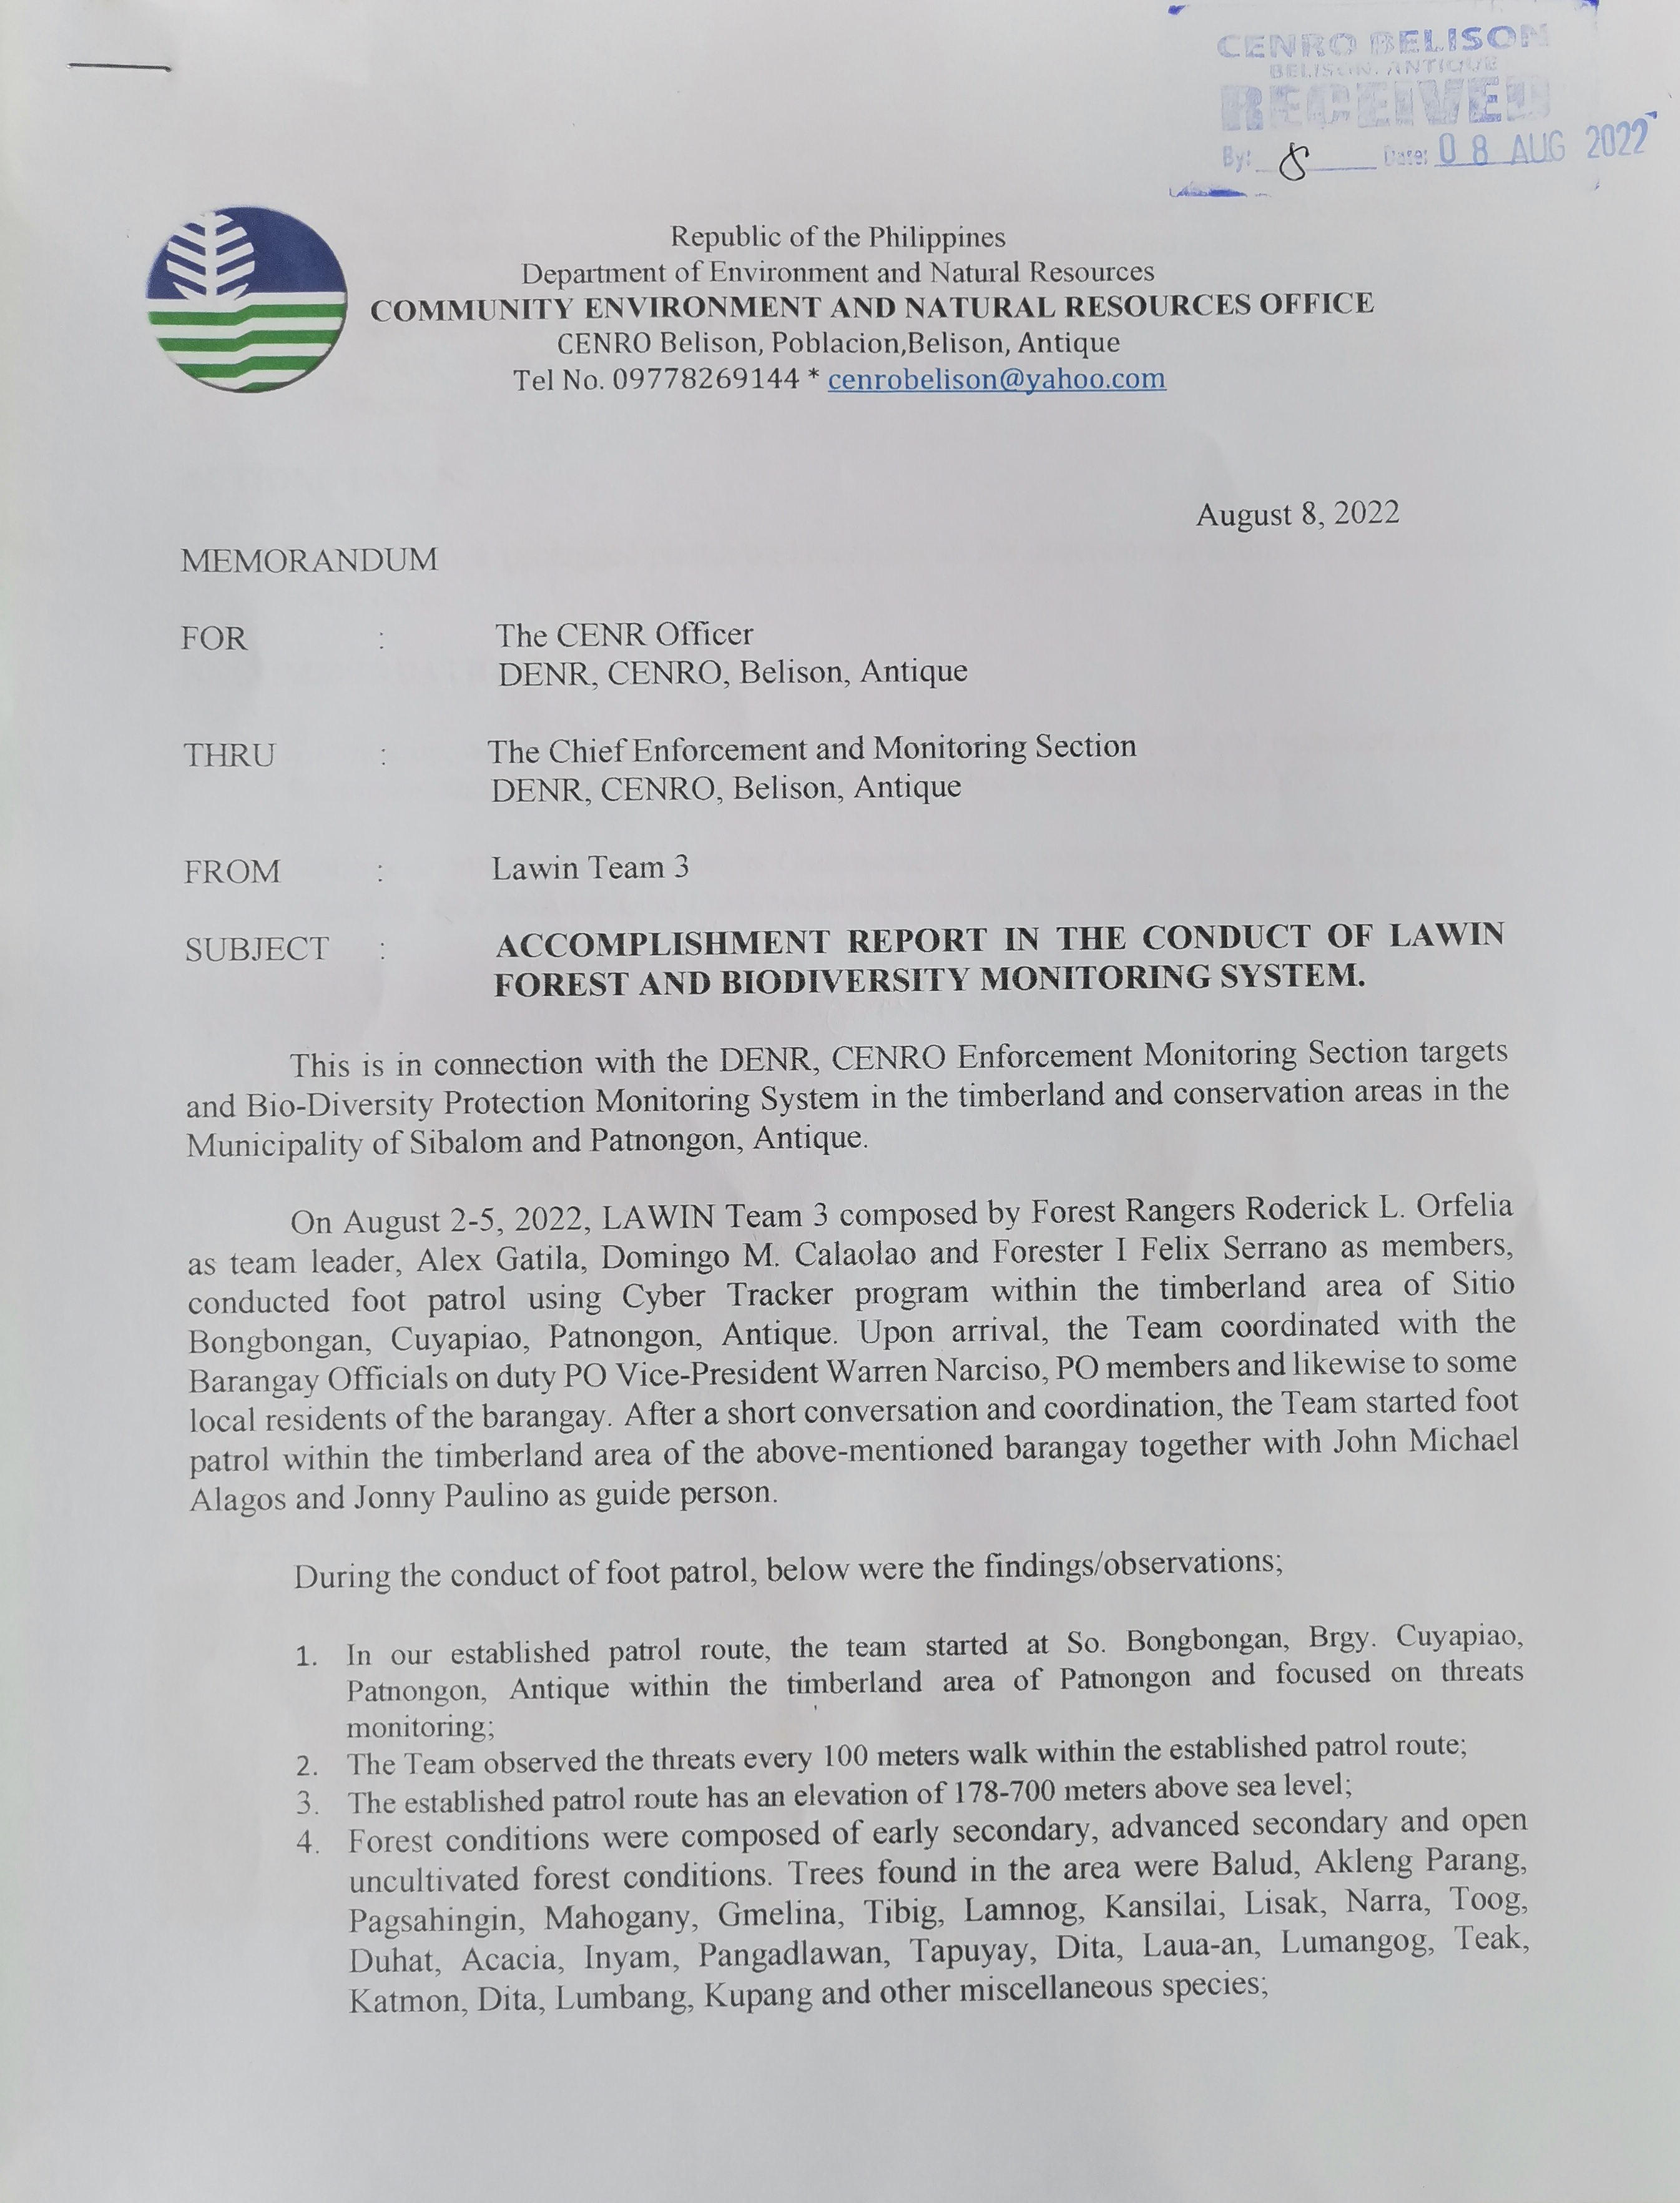 CENRO BELISON
BELISON, ANTIQUE
RECEIVED
By: Date: 08 AUG 2022
Republic of the Philippines
Department of Environment and Natural Resources
COMMUNITY ENVIRONMENT AND NATURAL RESOURCES OFFICE
CENRO Belison, Poblacion,Belison, Antique
Tel No. 09778269144 * cenrobelison@yahoo.com
August 8, 2022
MEMORANDUM
FOR : The CENR Officer
DENR, CENRO, Belison, Antique
THRU : The Chief Enforcement and Monitoring Section
DENR, CENRO, Belison, Antique
FROM : Lawin Team 3
SUBJECT : ACCOMPLISHMENT REPORT IN THE CONDUCT OF LAWIN
FOREST AND BIODIVERSITY MONITORING SYSTEM.
This is in connection with the DENR, CENRO Enforcement Monitoring Section targets
and Bio-Diversity Protection Monitoring System in the timberland and conservation areas in the
Municipality of Sibalom and Patnongon, Antique.
On August 2-5, 2022, LAWIN Team 3 composed by Forest Rangers Roderick L. Orfelia
as team leader, Alex Gatila, Domingo M. Calaolao and Forester I Felix Serrano as members,
conducted foot patrol using Cyber Tracker program within the timberland area of Sitio
Bongbongan, Cuyapiao, Patnongon, Antique. Upon arrival, the Team coordinated with the
Barangay Officials on duty PO Vice-President Warren Narciso, PO members and likewise to some
local residents of the barangay. After a short conversation and coordination, the Team started foot
patrol within the timberland area of the above-mentioned barangay together with John Michael
Alagos and Jonny Paulino as guide person.
During the conduct of foot patrol, below were the findings/observations;
1. In our established patrol route, the team started at So. Bongbongan, Brgy. Cuyapiao,
Patnongon, Antique within the timberland area of Patnongon and focused on threats
monitoring;
2. The Team observed the threats every 100 meters walk within the established patrol route;
3. The established patrol route has an elevation of 178-700 meters above sea level;
4. Forest conditions were composed of early secondary, advanced secondary and open
uncultivated forest conditions. Trees found in the area were Balud, Akleng Parang,
Pagsahingin, Mahogany, Gmelina, Tibig, Lamnog, Kansilai, Lisak, Narra, Toog,
Duhat, Acacia, Inyam, Pangadlawan, Tapuyay, Dita, Laua-an, Lumangog, Teak,
Katmon, Dita, Lumbang, Kupang and other miscellaneous species;